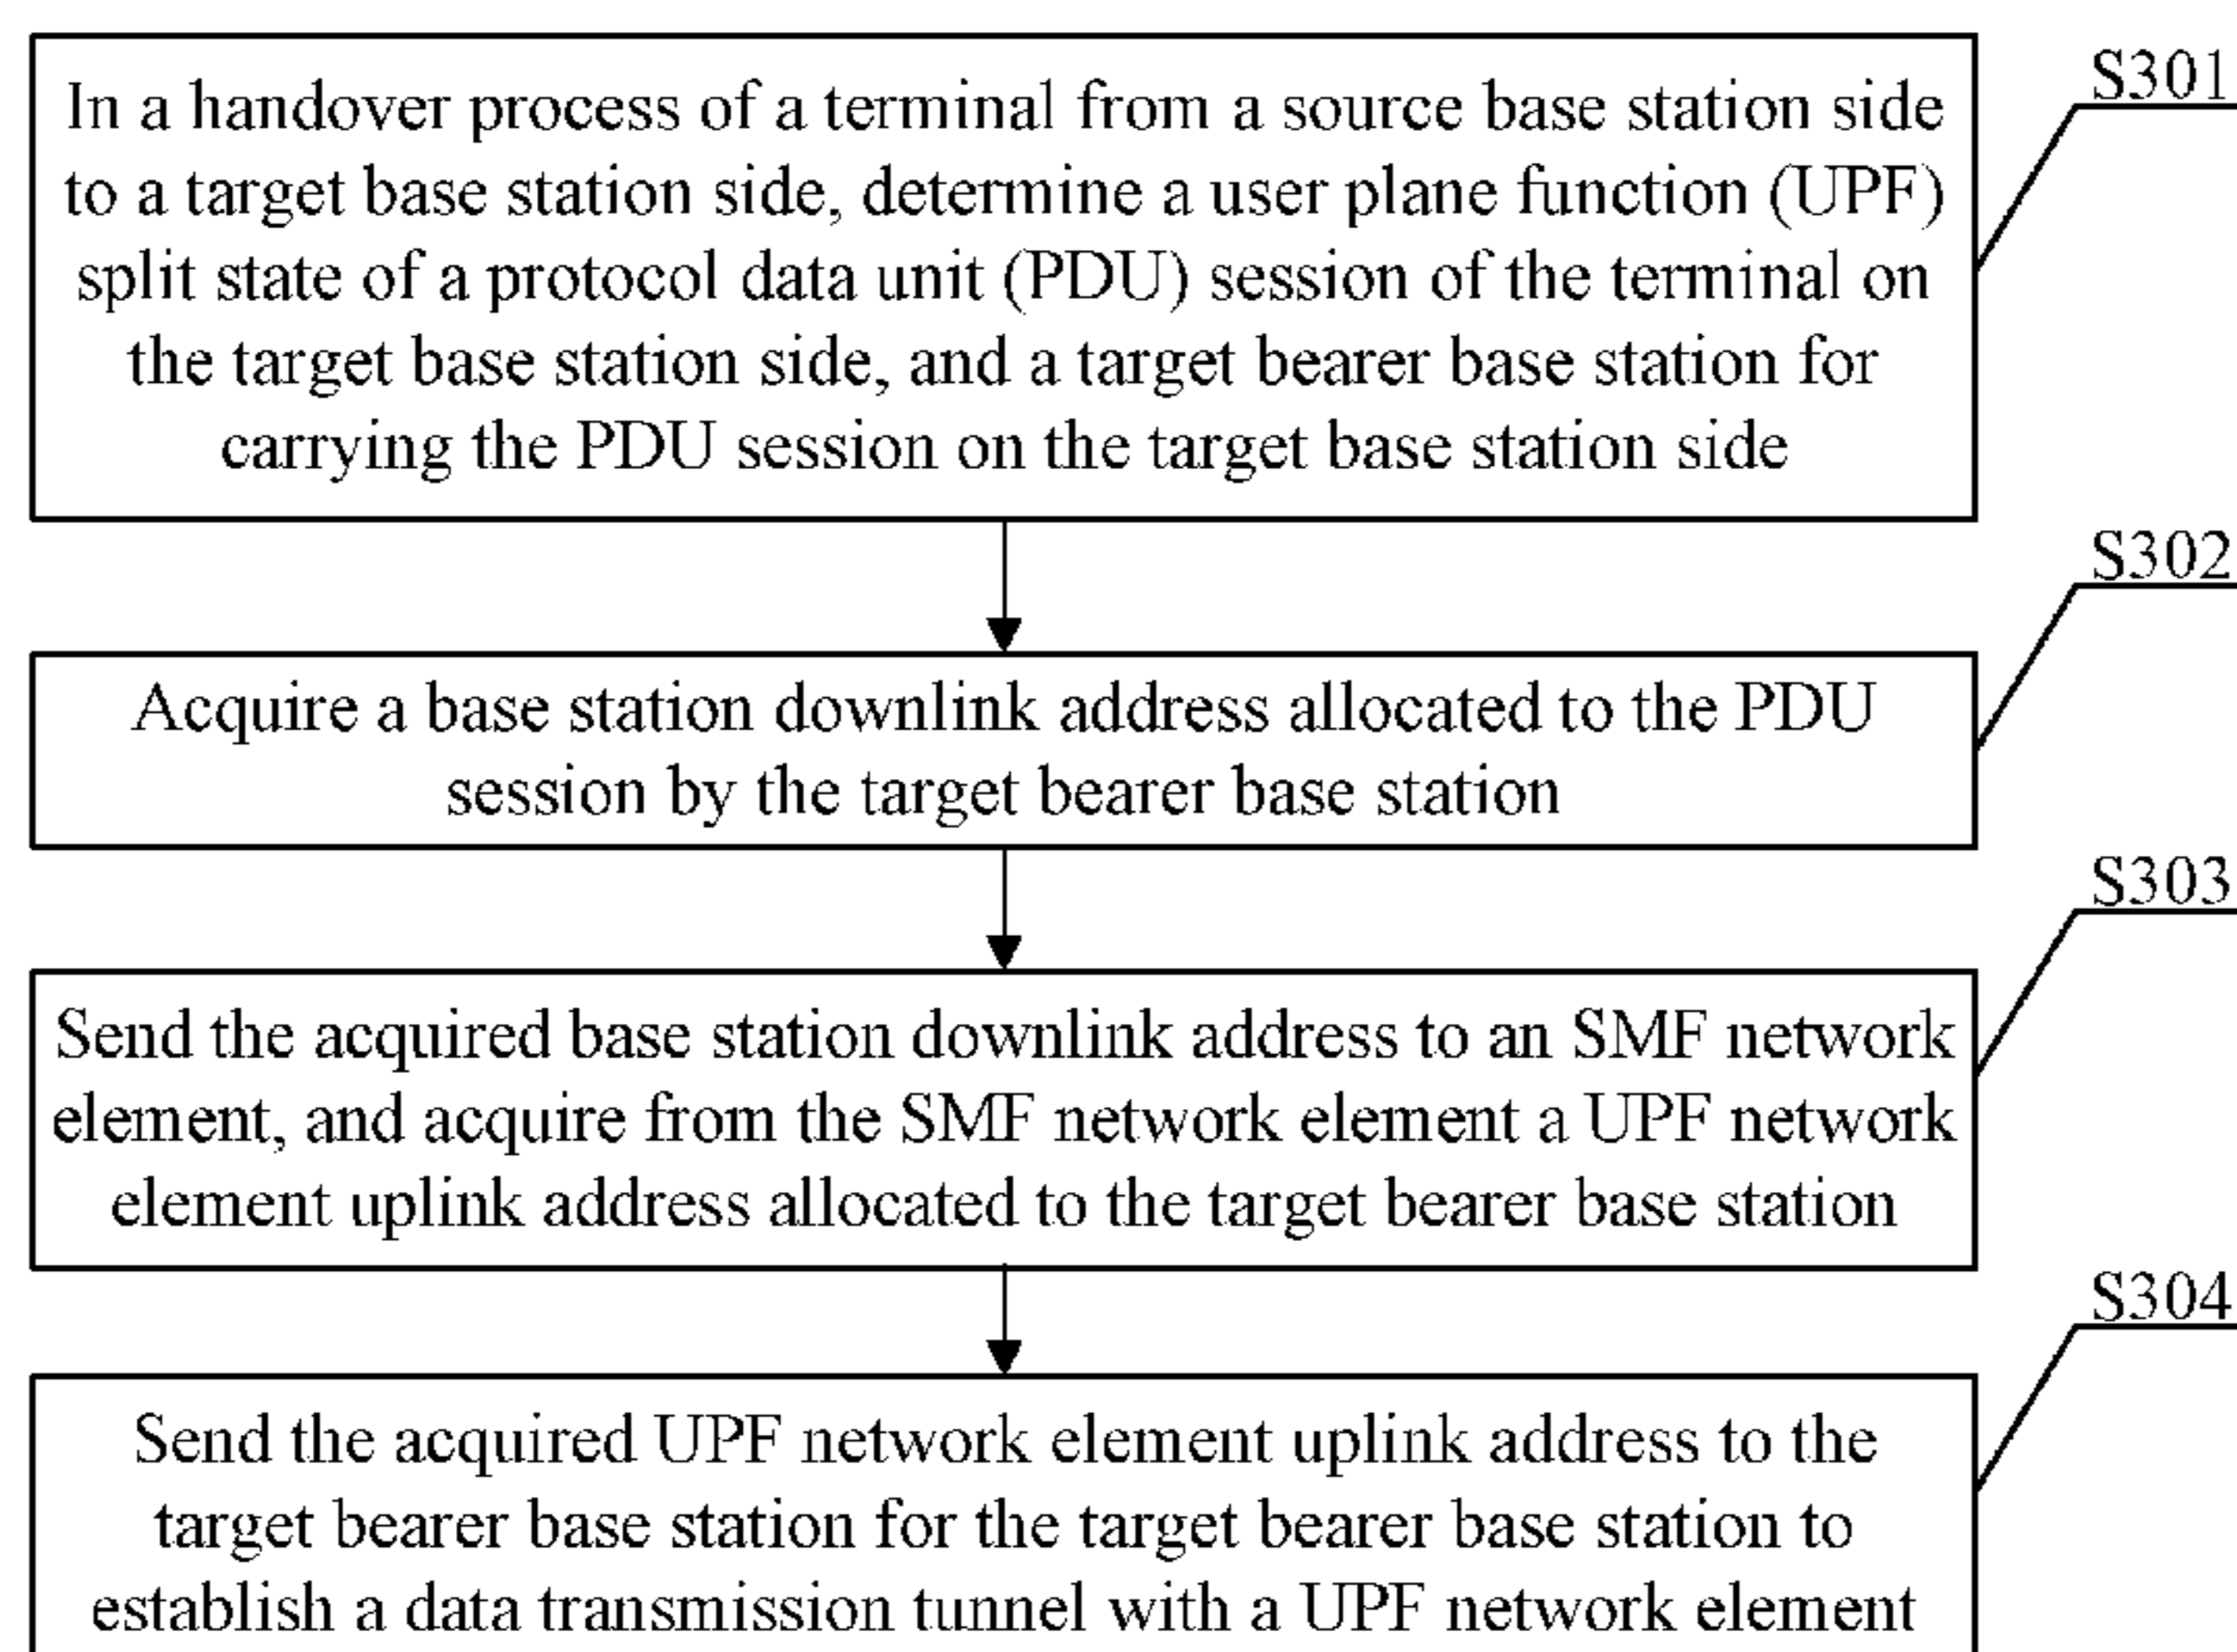 In a handover process of a terminal from a source base station side
to a target base station side, determine a user plane function (UPF)
split state of a protocol data unit (PDU) session of the terminal on
the target base station side, and a target bearer base station for
carrying the PDU session on the target base station side
S301
Acquire a base station downlink address allocated to the PDU
session by the target bearer base station
S302
Send the acquired base station downlink address to an SMF network
element, and acquire from the SMF network element a UPF network
element uplink address allocated to the target bearer base station
S303
Send the acquired UPF network element uplink address to the
target bearer base station for the target bearer base station to
establish a data transmission tunnel with a UPF network element
S304